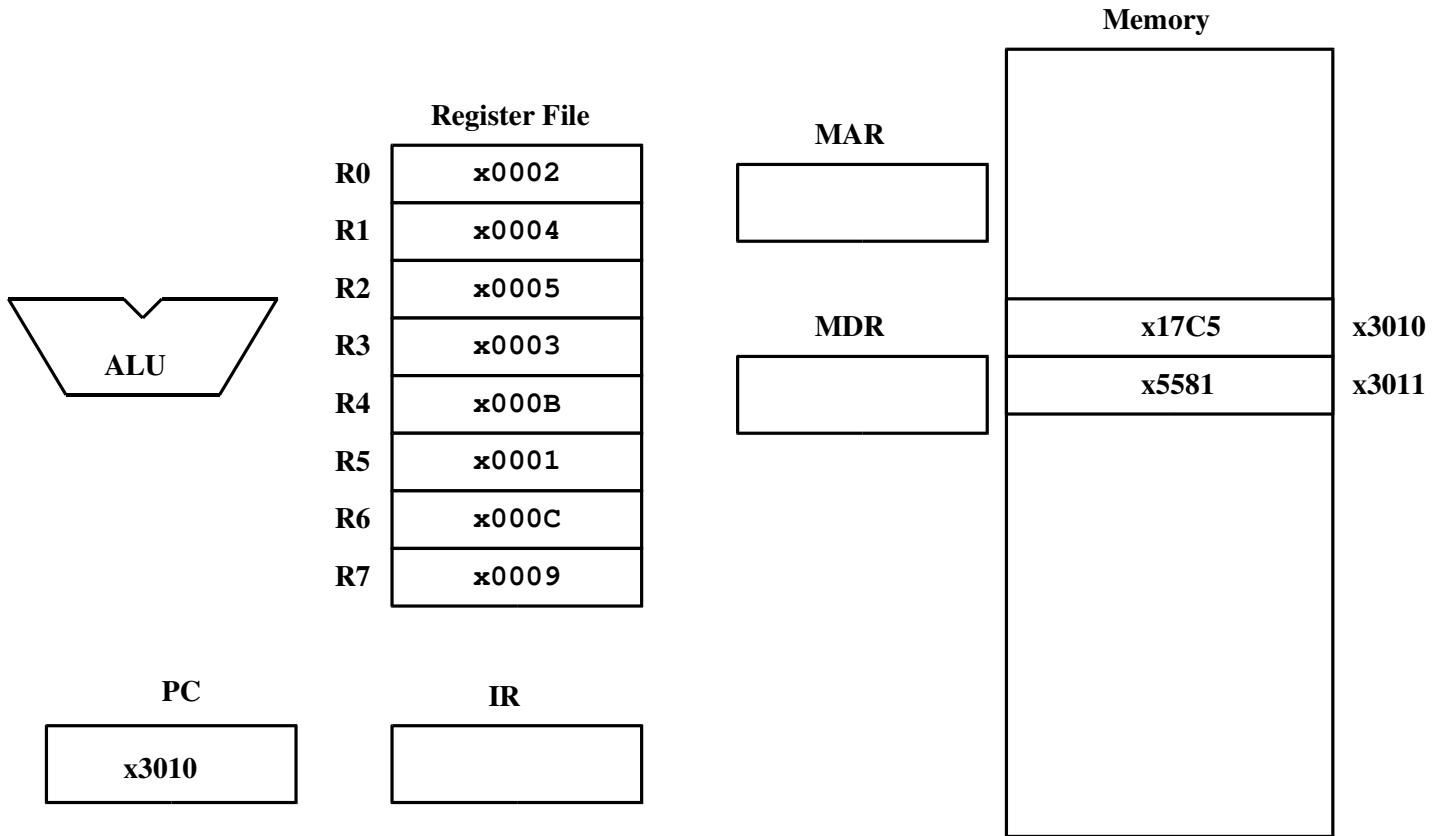 Memory
Register File
MAR
R0 x0002
R1 x0004
R2 x0005
MDR
x17C5 x3010
R3 x0003
ALU
x5581 x3011
R4 x000B
R5 x0001
R6 x000C
R7 x0009
PC
IR
x3010